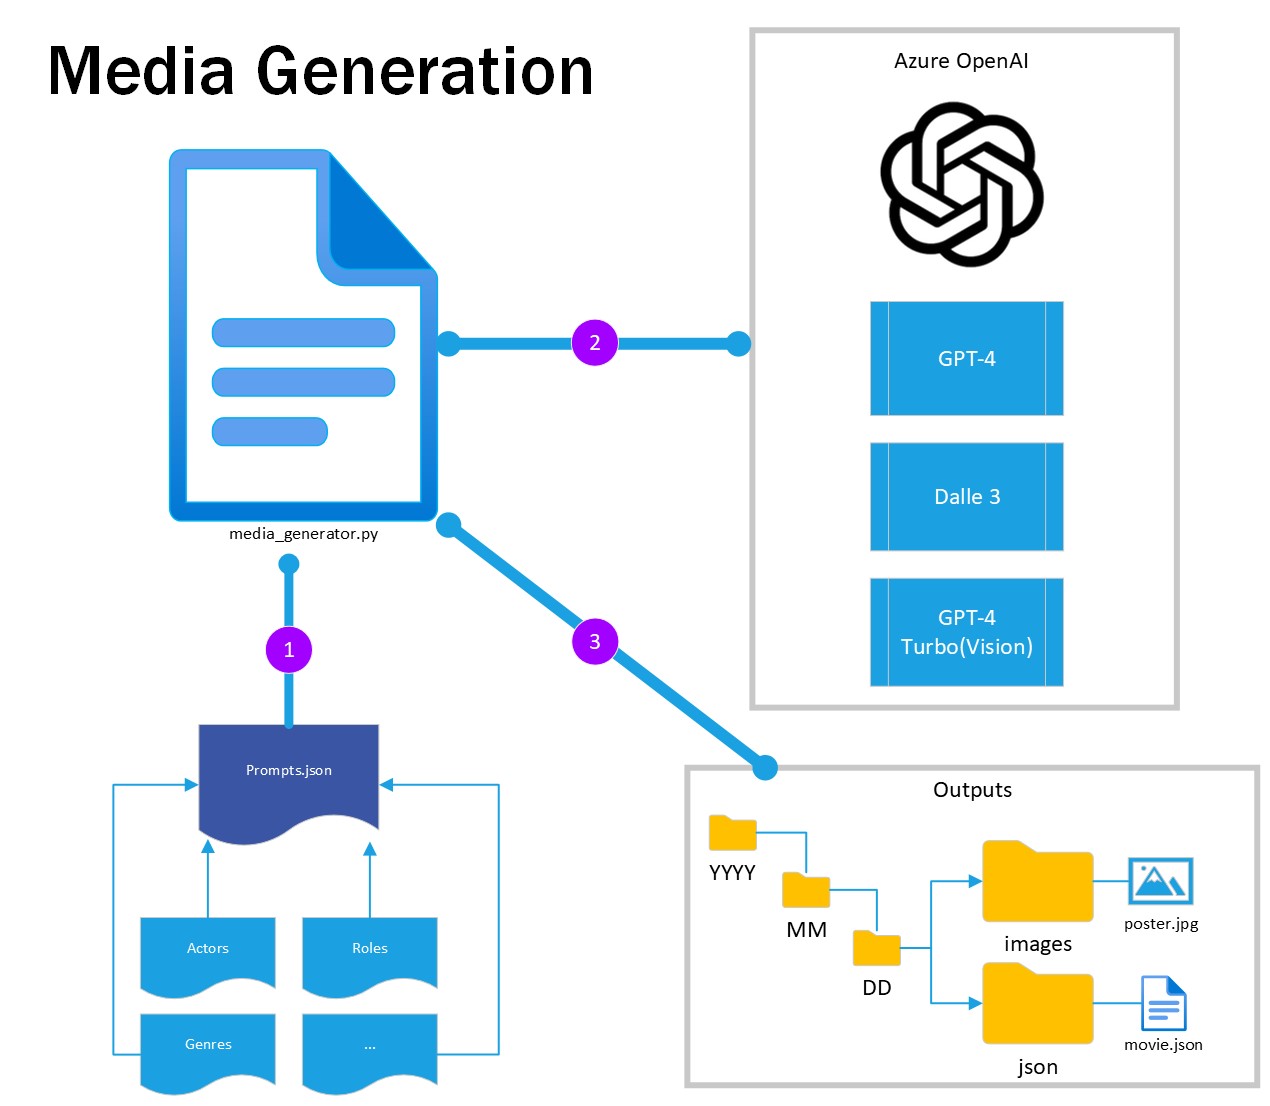 Media Generation
Azure OpenAI
GPT-4
Dalle 3
GPT-4
Turbo(Vision)
2
media_generator.py
1
3
Prompts.json
Actors
Roles
Genres
...
Outputs
YYYY
MM
DD
images
poster.jpg
json
movie.json